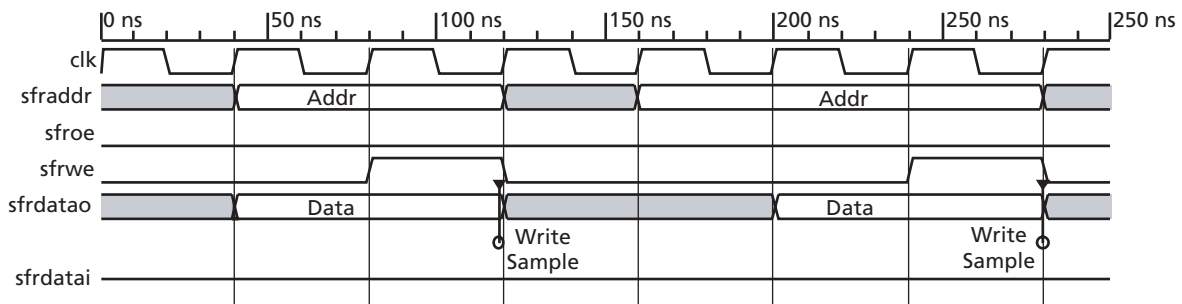 0 ns 50 ns 100 ns 150 ns 200 ns 250 ns 250 ns
clk
sfraddr Addr Addr
sfroe
sfrwe
sfrdatao Data Data
Write Sample
Write Sample
sfrdatai